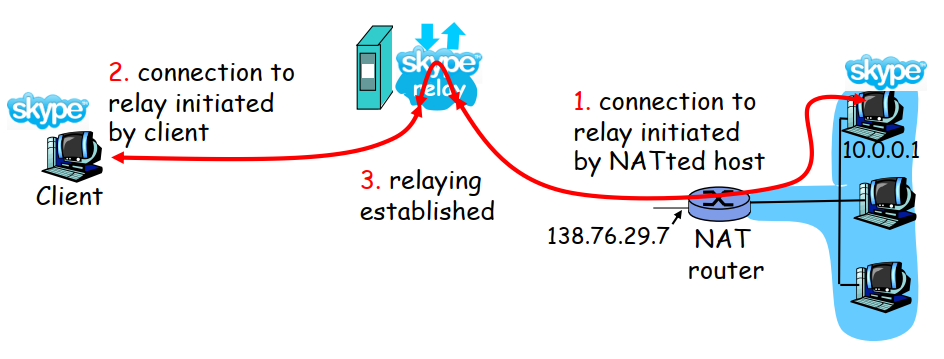 skype
Client
2. connection to
relay initiated
by client
skype
relay
3. relaying
established
1. connection to
relay initiated
by NATted host
138.76.29.7
NAT
router
skype
10.0.0.1